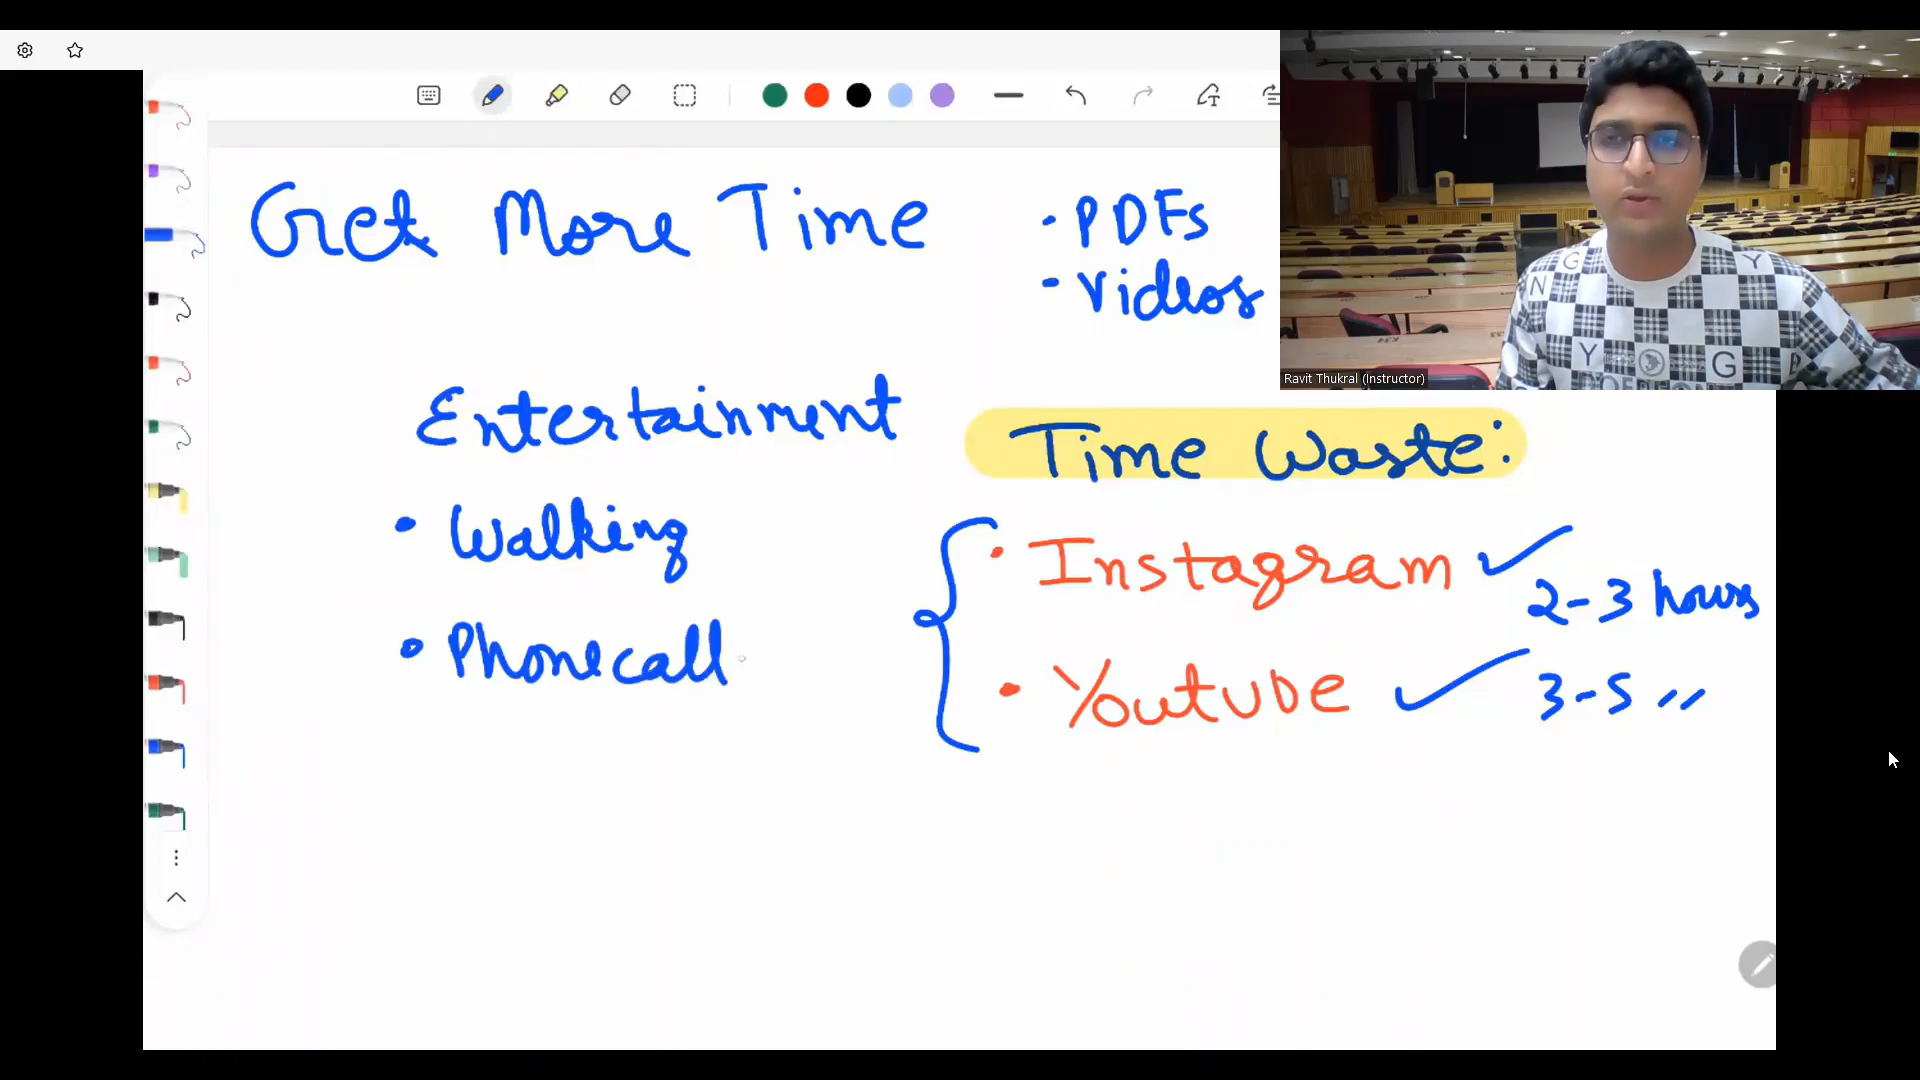 Get More Time
• PDFs
• Videos
Ravit Thukral (Instructor)
Entertainment
• Walking
• Phonecall
Time Waste:
• Instagram ✓ 2-3 hours
• Youtube ✓ 3-5 〃
N G Y
Y G